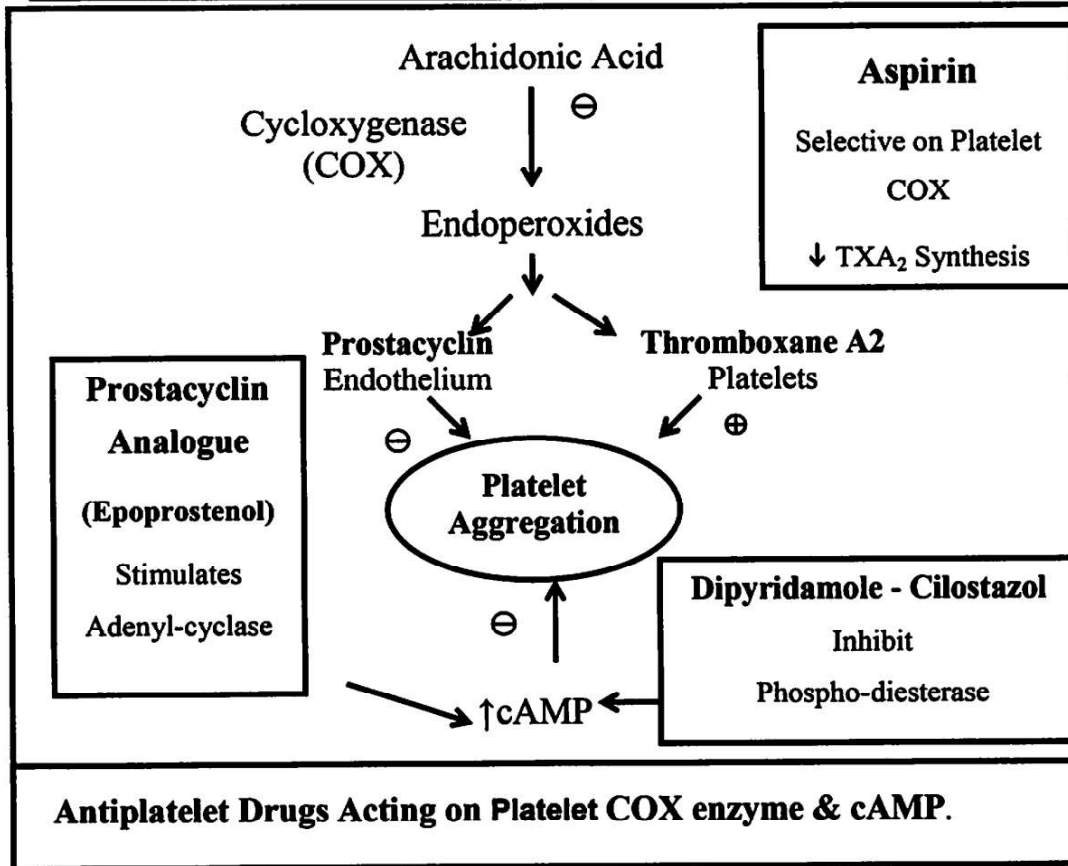 Arachidonic Acid
⊖
Cycloxygenase
(COX)
Endoperoxides
Aspirin
Selective on Platelet
COX
↓ TXA₂ Synthesis
Prostacyclin
Endothelium
Thromboxane A2
Platelets
⊖
⊕
Prostacyclin
Analogue
(Epoprostenol)
Stimulates
Adenyl-cyclase
Platelet
Aggregation
⊖
Dipyridamole - Cilostazol
Inhibit
Phospho-diesterase
↑cAMP
Antiplatelet Drugs Acting on Platelet COX enzyme & cAMP.